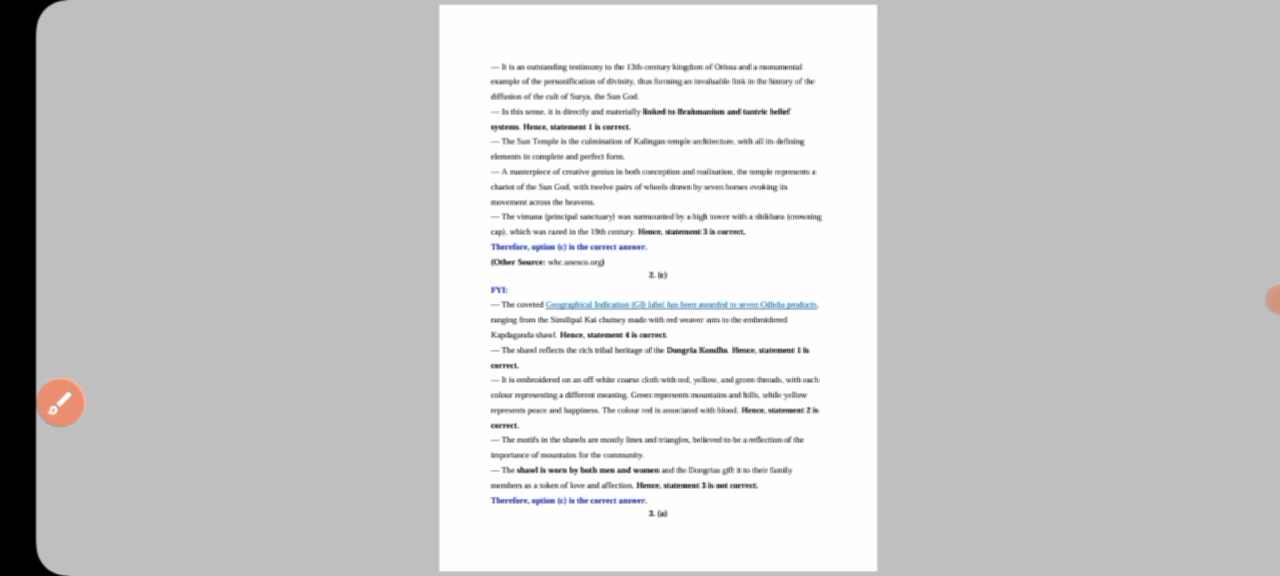 — It is an outstanding testimony to the 13th-century kingdom of Orissa and a monumental
example of the personification of divinity, thus forming an invaluable link in the history of the
diffusion of the cult of Surya, the Sun God.
— In this sense, it is directly and materially linked to Brahmanism and tantric belief
systems. Hence, statement 1 is correct.
— The Sun Temple is the culmination of Kalingan temple architecture, with all its defining
elements in complete and perfect form.
— A masterpiece of creative genius in both conception and realisation, the temple represents a
chariot of the Sun God, with twelve pairs of wheels drawn by seven horses evoking its
movement across the heavens.
— The vimana (principal sanctuary) was surmounted by a high tower with a shikhara (crowning
cap), which was razed in the 19th century. Hence, statement 3 is correct.
Therefore, option (c) is the correct answer.
(Other Source: whc.unesco.org)
2. (c)
FYI:
— The coveted Geographical Indication (GI) label has been awarded to seven Odisha products,
ranging from the Similipal Kai chutney made with red weaver ants to the embroidered
Kapdaganda shawl. Hence, statement 4 is correct.
— The shawl reflects the rich tribal heritage of the Dongria Kondhs. Hence, statement 1 is
correct.
— It is embroidered on an off-white coarse cloth with red, yellow, and green threads, with each
colour representing a different meaning. Green represents mountains and hills, while yellow
represents peace and happiness. The colour red is associated with blood. Hence, statement 2 is
correct.
— The motifs in the shawls are mostly lines and triangles, believed to be a reflection of the
importance of mountains for the community.
— The shawl is worn by both men and women and the Dongrias gift it to their family
members as a token of love and affection. Hence, statement 3 is not correct.
Therefore, option (c) is the correct answer.
3. (a)